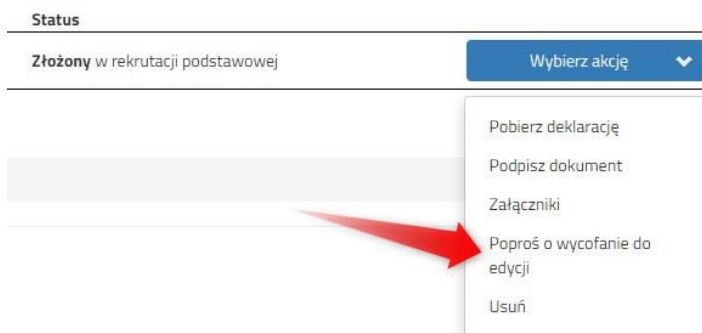 Status
Złożony w rekrutacji podstawowej
Wybierz akcję
Pobierz deklarację
Podpisz dokument
Załączniki
Poproś o wycofanie do
edycji
Usuń